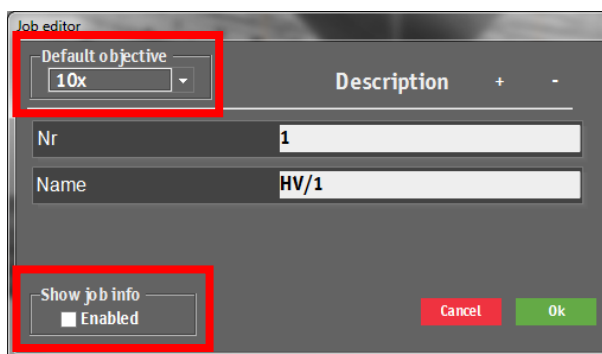 Job editor
Default objective
10x
Description + -
Nr 1
Name HV/1
Show job info
Enabled
Cancel Ok